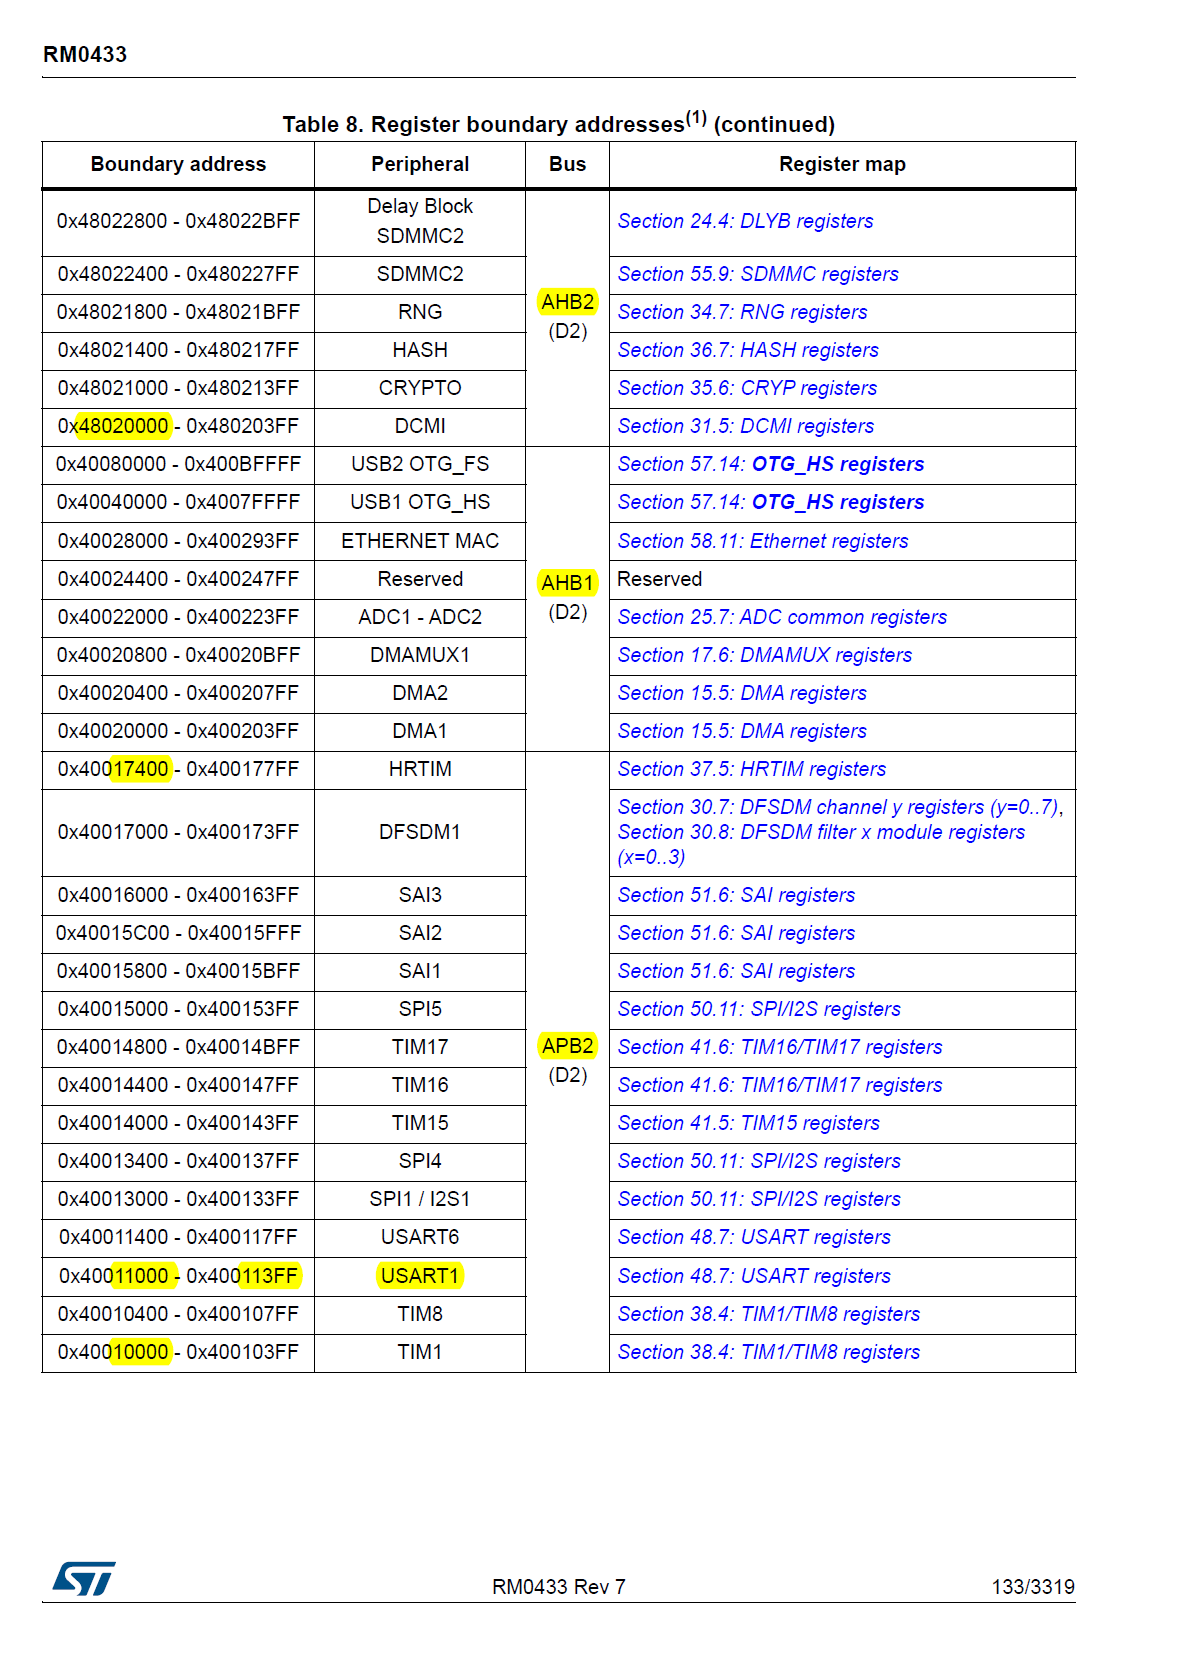 RM0433
Table 8. Register boundary addresses(1) (continued)
Boundary address Peripheral Bus Register map
0x48022800 - 0x48022BFF Delay Block SDMMC2 AHB2 (D2) Section 24.4: DLYB registers
0x48022400 - 0x480227FF SDMMC2 Section 55.9: SDMMC registers
0x48021800 - 0x48021BFF RNG Section 34.7: RNG registers
0x48021400 - 0x480217FF HASH Section 36.7: HASH registers
0x48021000 - 0x480213FF CRYPTO Section 35.6: CRYP registers
0x48020000 - 0x480203FF DCMI Section 31.5: DCMI registers
0x40080000 - 0x400BFFFF USB2 OTG_FS AHB1 (D2) Section 57.14: OTG_HS registers
0x40040000 - 0x4007FFFF USB1 OTG_HS Section 57.14: OTG_HS registers
0x40028000 - 0x400293FF ETHERNET MAC Section 58.11: Ethernet registers
0x40024400 - 0x400247FF Reserved Reserved
0x40022000 - 0x400223FF ADC1 - ADC2 Section 25.7: ADC common registers
0x40020800 - 0x40020BFF DMAMUX1 Section 17.6: DMAMUX registers
0x40020400 - 0x400207FF DMA2 Section 15.5: DMA registers
0x40020000 - 0x400203FF DMA1 Section 15.5: DMA registers
0x40017400 - 0x400177FF HRTIM APB2 (D2) Section 37.5: HRTIM registers
0x40017000 - 0x400173FF DFSDM1 Section 30.7: DFSDM channel y registers (y=0..7),
Section 30.8: DFSDM filter x module registers
(x=0..3)
0x40016000 - 0x400163FF SAI3 Section 51.6: SAI registers
0x40015C00 - 0x40015FFF SAI2 Section 51.6: SAI registers
0x40015800 - 0x40015BFF SAI1 Section 51.6: SAI registers
0x40015000 - 0x400153FF SPI5 Section 50.11: SPI/I2S registers
0x40014800 - 0x40014BFF TIM17 Section 41.6: TIM16/TIM17 registers
0x40014400 - 0x400147FF TIM16 Section 41.6: TIM16/TIM17 registers
0x40014000 - 0x400143FF TIM15 Section 41.5: TIM15 registers
0x40013400 - 0x400137FF SPI4 Section 50.11: SPI/I2S registers
0x40013000 - 0x400133FF SPI1 / I2S1 Section 50.11: SPI/I2S registers
0x40011400 - 0x400117FF USART6 Section 48.7: USART registers
0x40011000 - 0x400113FF USART1 Section 48.7: USART registers
0x40010400 - 0x400107FF TIM8 Section 38.4: TIM1/TIM8 registers
0x40010000 - 0x400103FF TIM1 Section 38.4: TIM1/TIM8 registers
ST RM0433 Rev 7 133/3319